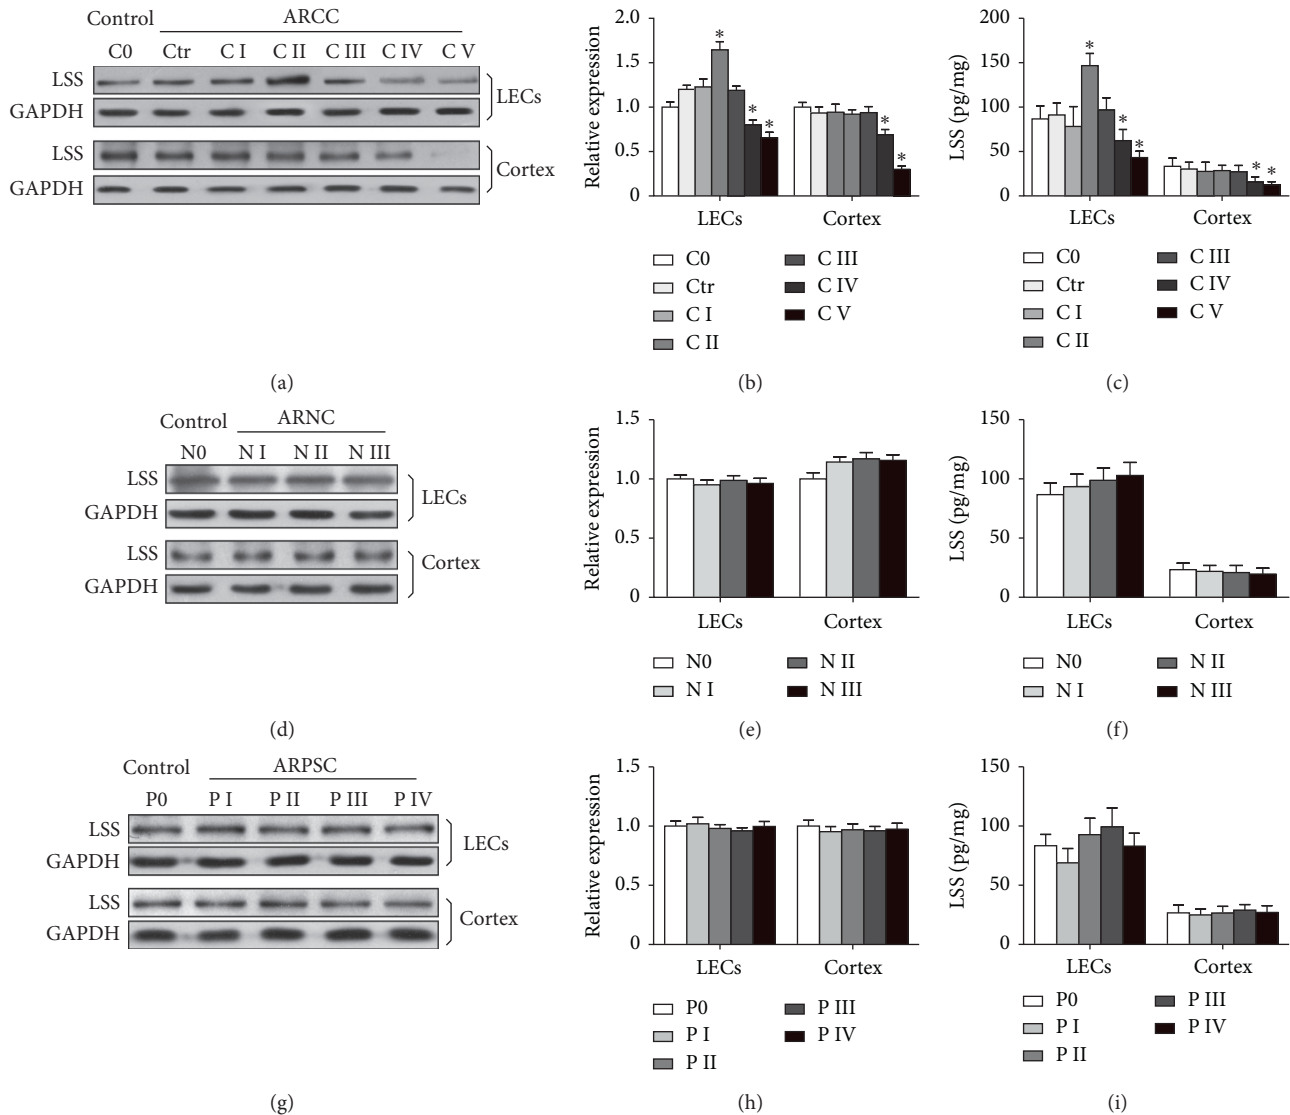 Control ARCC
C0 Ctr C I C II C III C IV C V
LSS
GAPDH
LECs
LSS
GAPDH
Cortex
(a)
Relative expression
2.0
1.5
1.0
0.5
0
* * * * *
LECs Cortex
C0 C III
Ctr C IV
C I C V
C II
(b)
LSS (pg/mg)
200
150
100
50
0
* * * * *
LECs Cortex
C0 C III
Ctr C IV
C I C V
C II
(c)
Control ARNC
N0 N I N II N III
LSS
GAPDH
LECs
LSS
GAPDH
Cortex
(d)
Relative expression
1.5
1.0
0.5
0
LECs Cortex
N0 N II
N I N III
(e)
LSS (pg/mg)
150
100
50
0
LECs Cortex
N0 N II
N I N III
(f)
Control ARPSC
P0 P I P II P III P IV
LSS
GAPDH
LECs
LSS
GAPDH
Cortex
(g)
Relative expression
1.5
1.0
0.5
0
LECs Cortex
P0 P III
P I P IV
P II
(h)
LSS (pg/mg)
150
100
50
0
LECs Cortex
P0 P III
P I P IV
P II
(i)